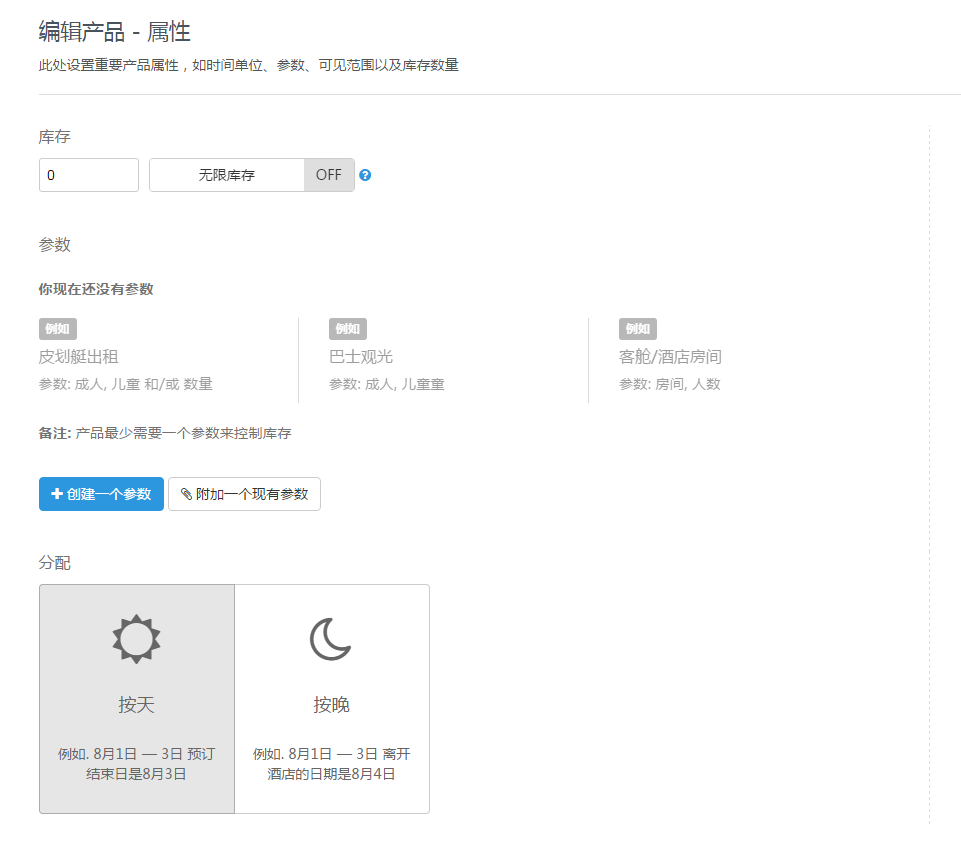 编辑产品 - 属性
此处设置重要产品属性，如时间单位、参数、可见范围以及库存数量
库存
0 无限库存 OFF ?
参数
你现在还没有参数
例如
皮划艇出租
参数: 成人, 儿童 和/或 数量
例如
巴士观光
参数: 成人, 儿童童
例如
客舱/酒店房间
参数: 房间, 人数
备注: 产品最少需要一个参数来控制库存
创建一个参数 附加一个现有参数
分配
按天
例如. 8月1日 — 3日 预订
结束日是8月3日
按晚
例如. 8月1日 — 3日 离开
酒店的日期是8月4日